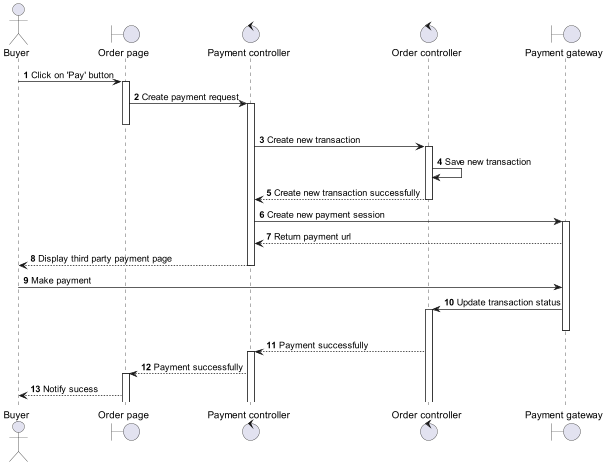 Buyer
Order page
Payment controller
Order controller
Payment gateway
1 Click on 'Pay' button
2 Create payment request
3 Create new transaction
4 Save new transaction
5 Create new transaction successfully
6 Create new payment session
7 Return payment url
8 Display third party payment page
9 Make payment
10 Update transaction status
11 Payment successfully
12 Payment successfully
13 Notify sucess
Buyer
Order page
Payment controller
Order controller
Payment gateway